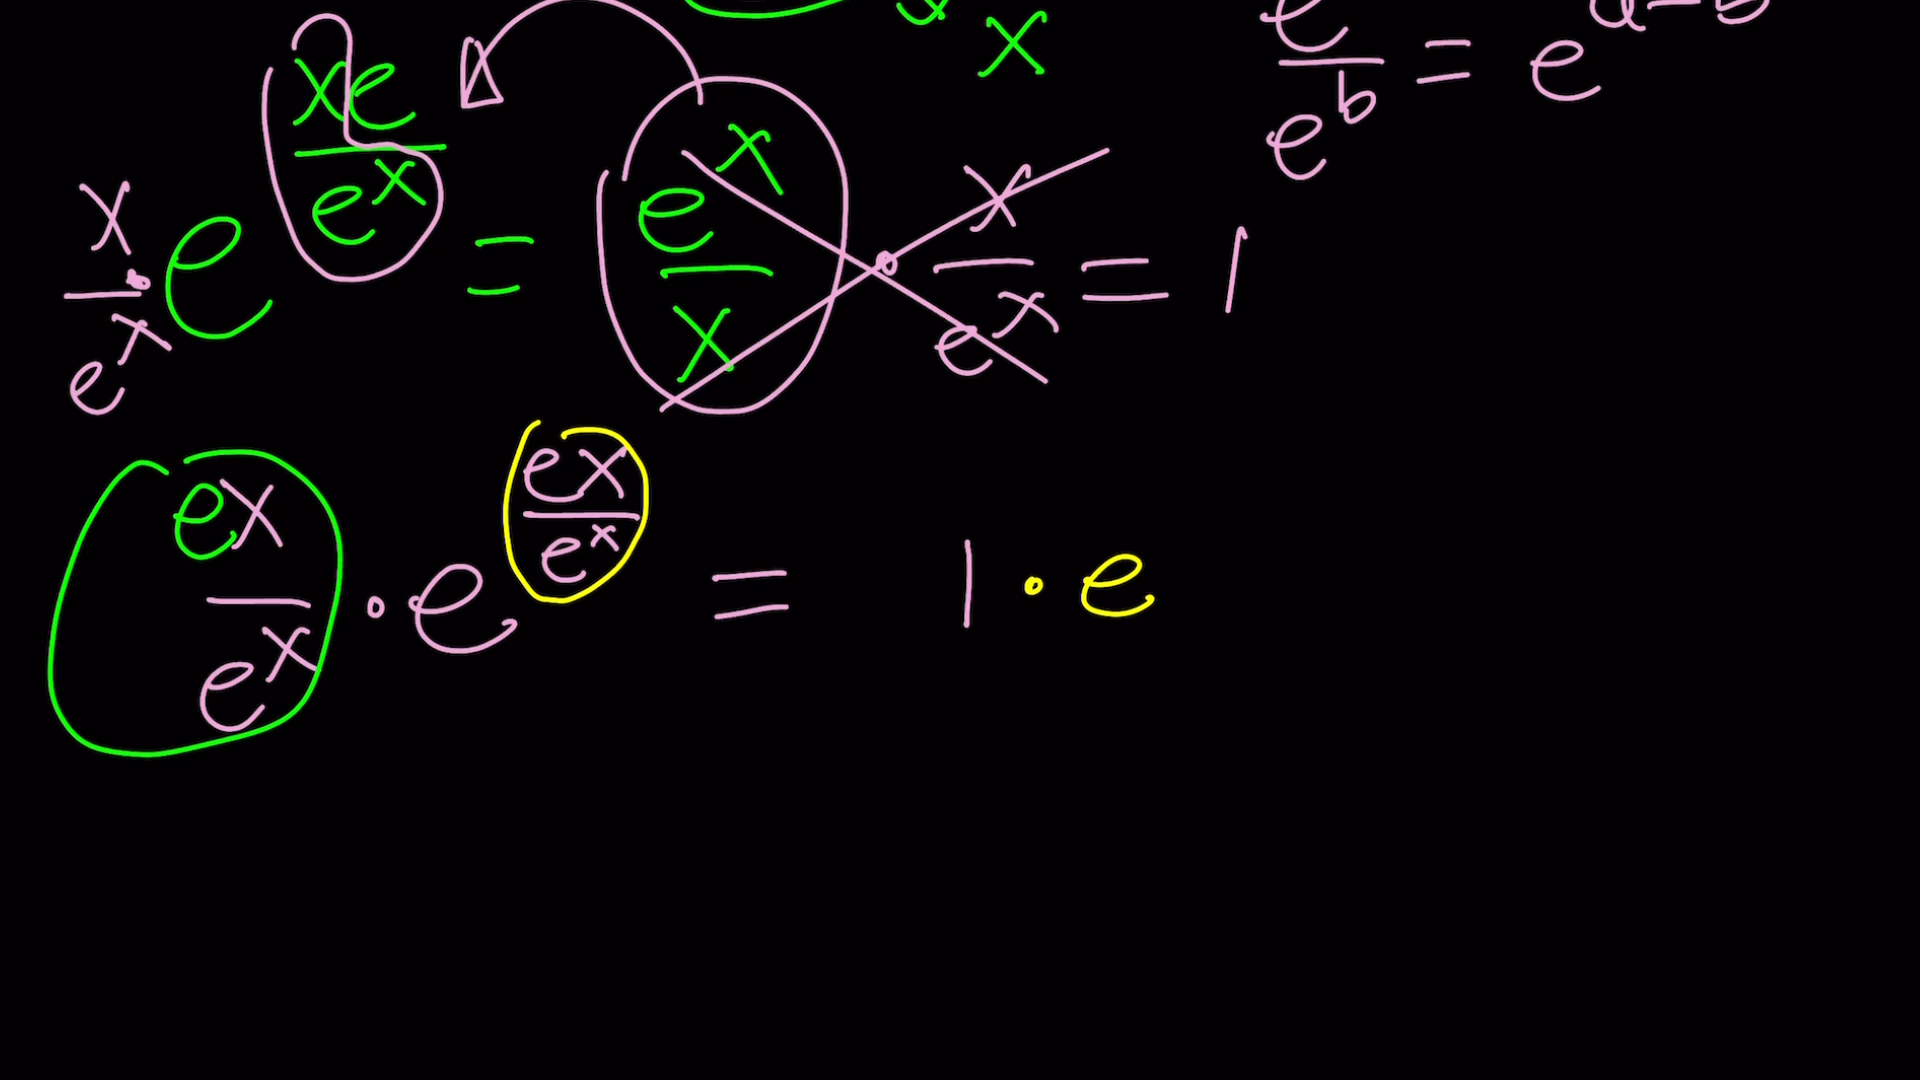 x
e/e^b = e^(a-b)
x/e^x · e^(xe/e^x) = e^x/x · x/e^x = 1
ex/e^x · e^(ex/e^x) = 1 · e